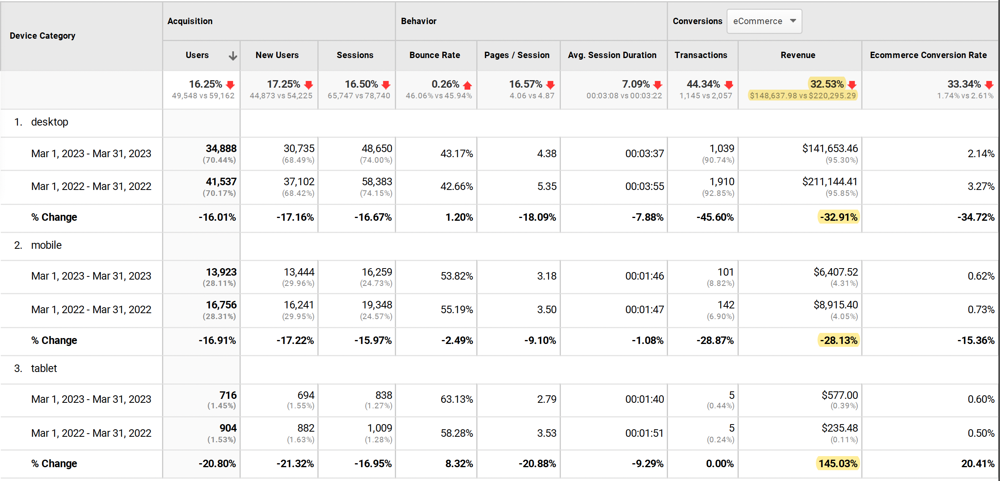 Device Category
Acquisition
Behavior
Conversions eCommerce
Users New Users Sessions Bounce Rate Pages / Session Avg. Session Duration Transactions Revenue Ecommerce Conversion Rate
16.25% 17.25% 16.50% 0.26% 16.57% 7.09% 44.34% 32.53% 33.34%
49,548 vs 59,162 44,873 vs 54,225 65,747 vs 78,740 46.06% vs 45.94% 4.06 vs 4.87 00:03:08 vs 00:03:22 1,145 vs 2,057 $148,637.98 vs $220,295.29 1.74% vs 2.61%
1. desktop
Mar 1, 2023 - Mar 31, 2023 34,888 30,735 48,650 43.17% 4.38 00:03:37 1,039 $141,653.46 2.14%
(70.44%) (68.49%) (74.00%) (90.74%) (95.30%)
Mar 1, 2022 - Mar 31, 2022 41,537 37,102 58,383 42.66% 5.35 00:03:55 1,910 $211,144.41 3.27%
(70.17%) (68.42%) (74.15%) (92.85%) (95.85%)
% Change -16.01% -17.16% -16.67% 1.20% -18.09% -7.88% -45.60% -32.91% -34.72%
2. mobile
Mar 1, 2023 - Mar 31, 2023 13,923 13,444 16,259 53.82% 3.18 00:01:46 101 $6,407.52 0.62%
(28.11%) (29.96%) (24.73%) (8.82%) (4.31%)
Mar 1, 2022 - Mar 31, 2022 16,756 16,241 19,348 55.19% 3.50 00:01:47 142 $8,915.40 0.73%
(28.31%) (29.95%) (24.57%) (6.90%) (4.05%)
% Change -16.91% -17.22% -15.97% -2.49% -9.10% -1.08% -28.87% -28.13% -15.36%
3. tablet
Mar 1, 2023 - Mar 31, 2023 716 694 838 63.13% 2.79 00:01:40 5 $577.00 0.60%
(1.45%) (1.55%) (1.27%) (0.44%) (0.39%)
Mar 1, 2022 - Mar 31, 2022 904 882 1,009 58.28% 3.53 00:01:51 5 $235.48 0.50%
(1.53%) (1.63%) (1.28%) (0.24%) (0.11%)
% Change -20.80% -21.32% -16.95% 8.32% -20.88% -9.29% 0.00% 145.03% 20.41%